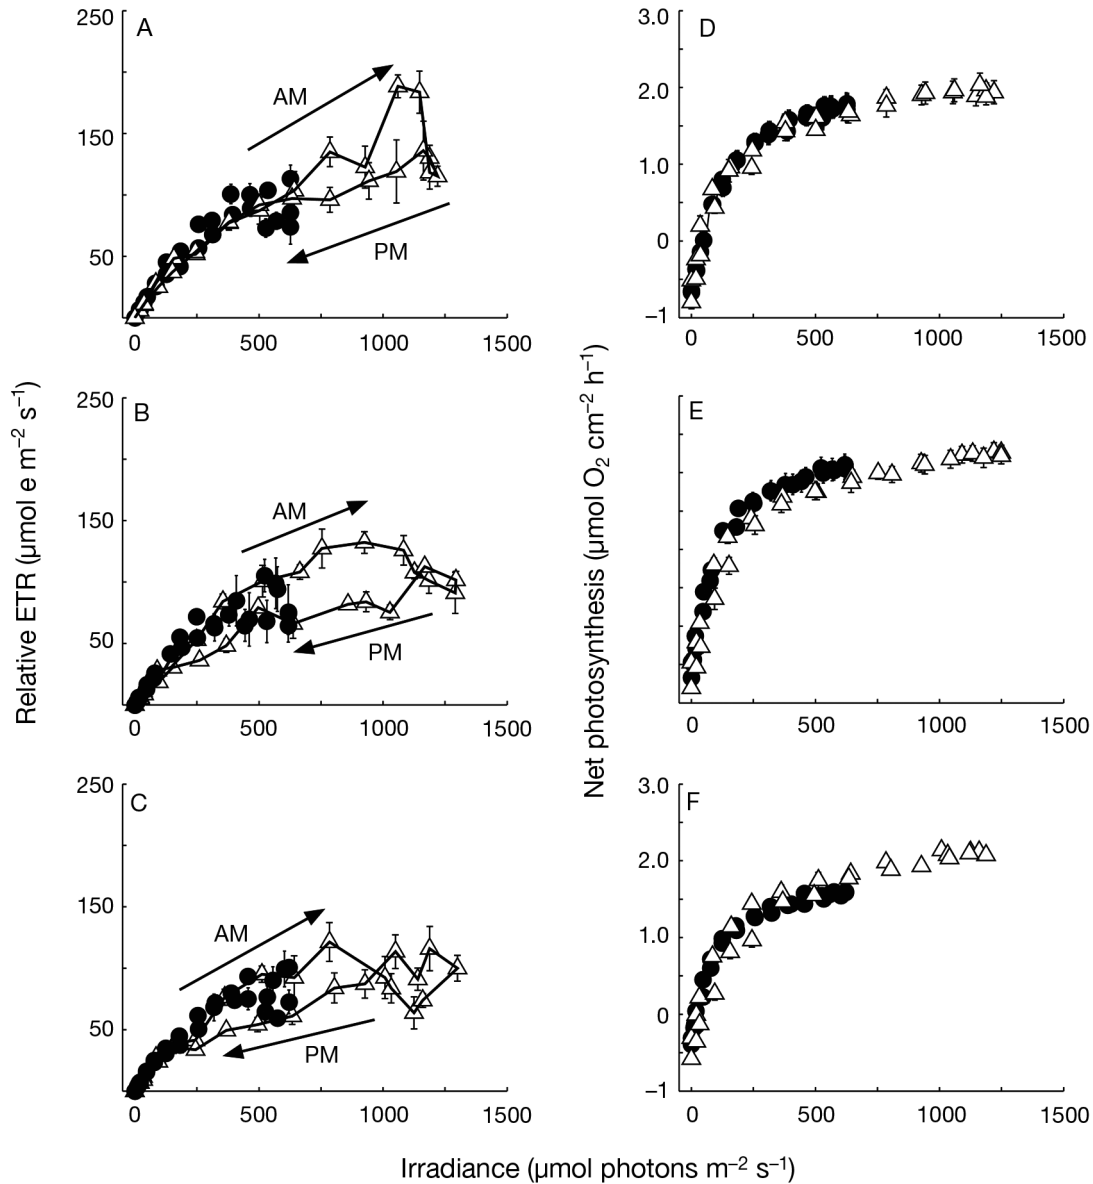 A
250
150
50
AM
PM
0 500 1000 1500
D
3.0
2.0
1.0
0
–1
0 500 1000 1500
B
250
150
50
AM
PM
0 500 1000 1500
E
0 500 1000 1500
C
250
150
50
AM
PM
0 500 1000 1500
F
3.0
2.0
1.0
0
–1
0 500 1000 1500
Relative ETR (µmol e m–2 s–1)
Net photosynthesis (µmol O2 cm–2 h–1)
Irradiance (µmol photons m–2 s–1)